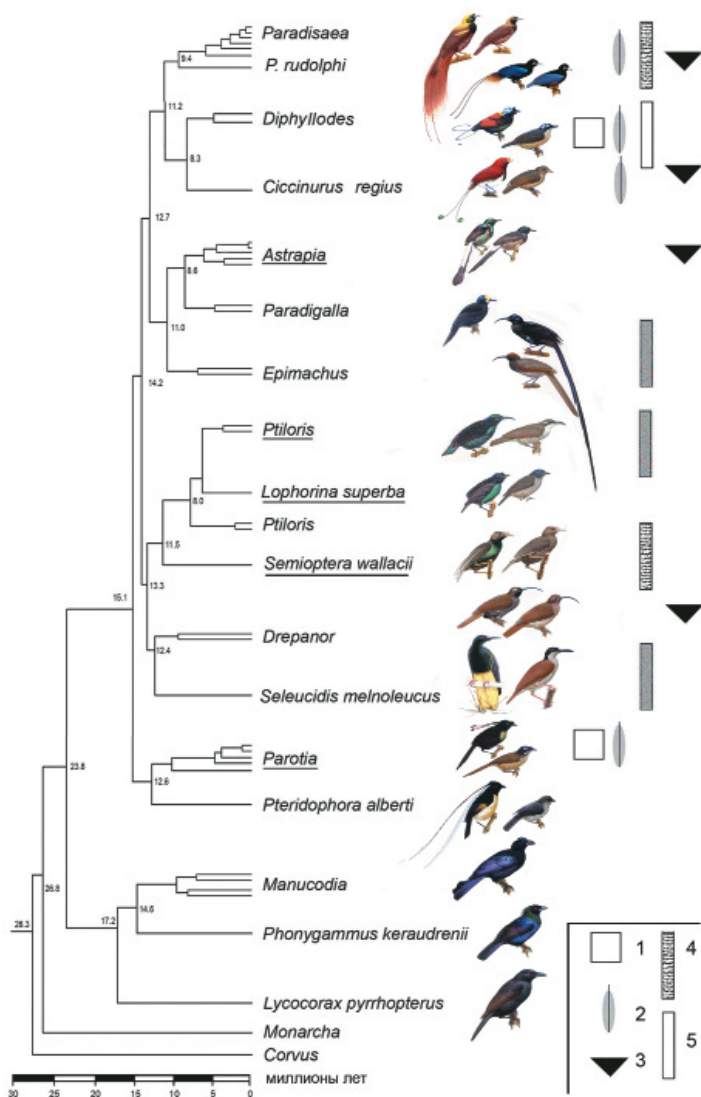 Paradisaea
9.4
P. rudolphi
11.2
Diphyllodes
8.3
Ciccinurus regius
12.7
Astrapia
8.6
Paradigalla
11.0
Epimachus
14.2
Ptiloris
8.0
Lophorina superba
Ptiloris
11.5
Semioptera wallacii
13.3
15.1
Drepanor
12.4
Seleucidis melnoleucus
Parotia
23.8
12.6
Pteridophora alberti
Manucodia
26.8
14.6
17.2
28.3
Phonygammus keraudrenii
Lycocorax pyrrhopterus
Monarcha
Corvus
30 25 20 15 10 5 0 миллионы лет
1
4
2
3
5